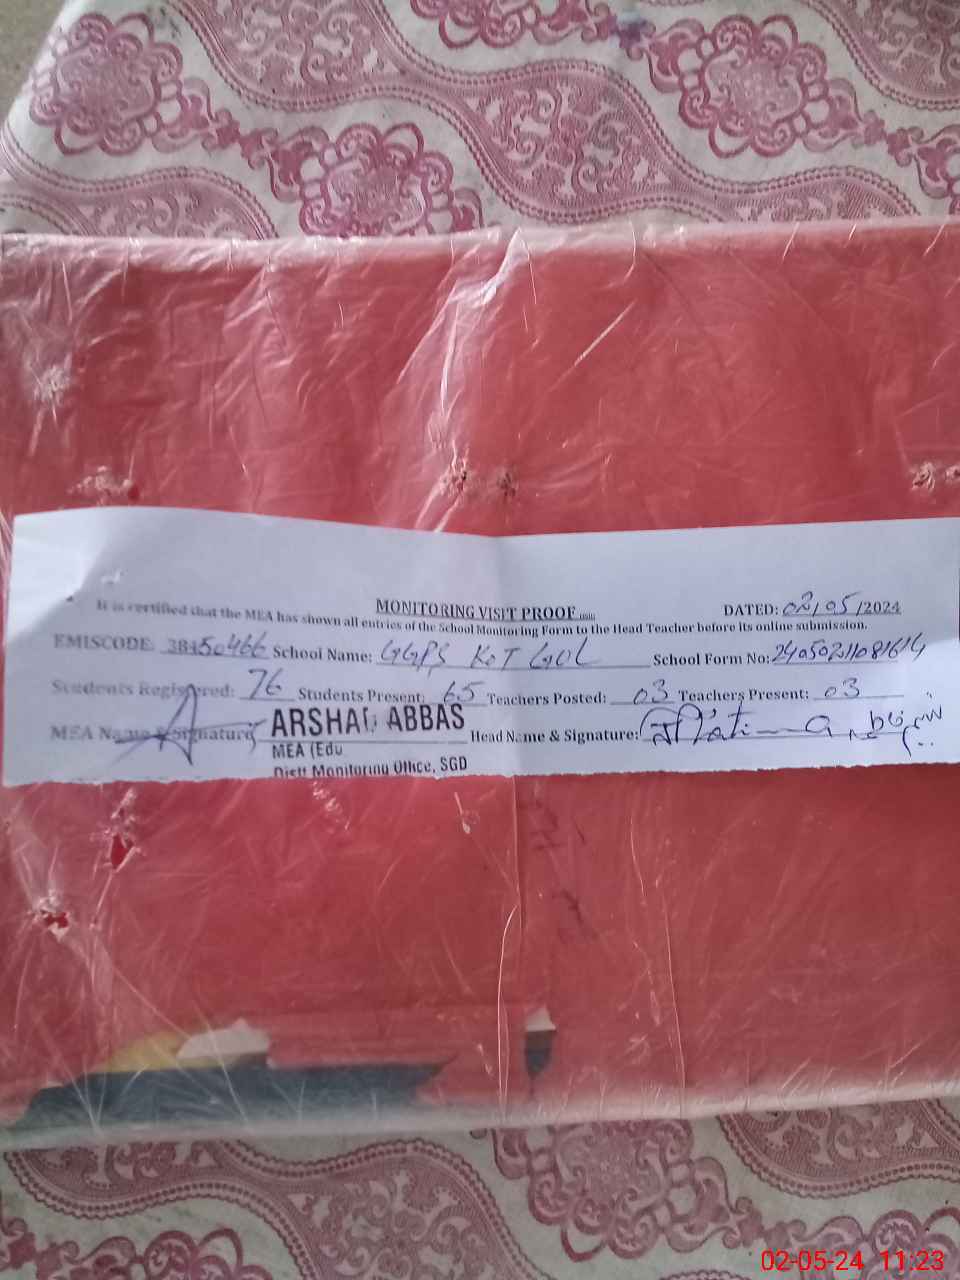 MONITORING VISIT PROOF
DATED: 02/05/2024
It is certified that the MEA has shown all entries of the School Monitoring Form to the Head Teacher before its online submission.
EMISCODE: 38450466 School Name: GGPS KOT GUL School Form No: 24050211081614
Students Registered: 76 Students Present: 65 Teachers Posted: 03 Teachers Present: 03
MEA Name & Signature ARSHAD ABBAS Head Name & Signature:
MEA (Edu
Distt Monitoring Office, SGD
02-05-24 11:23